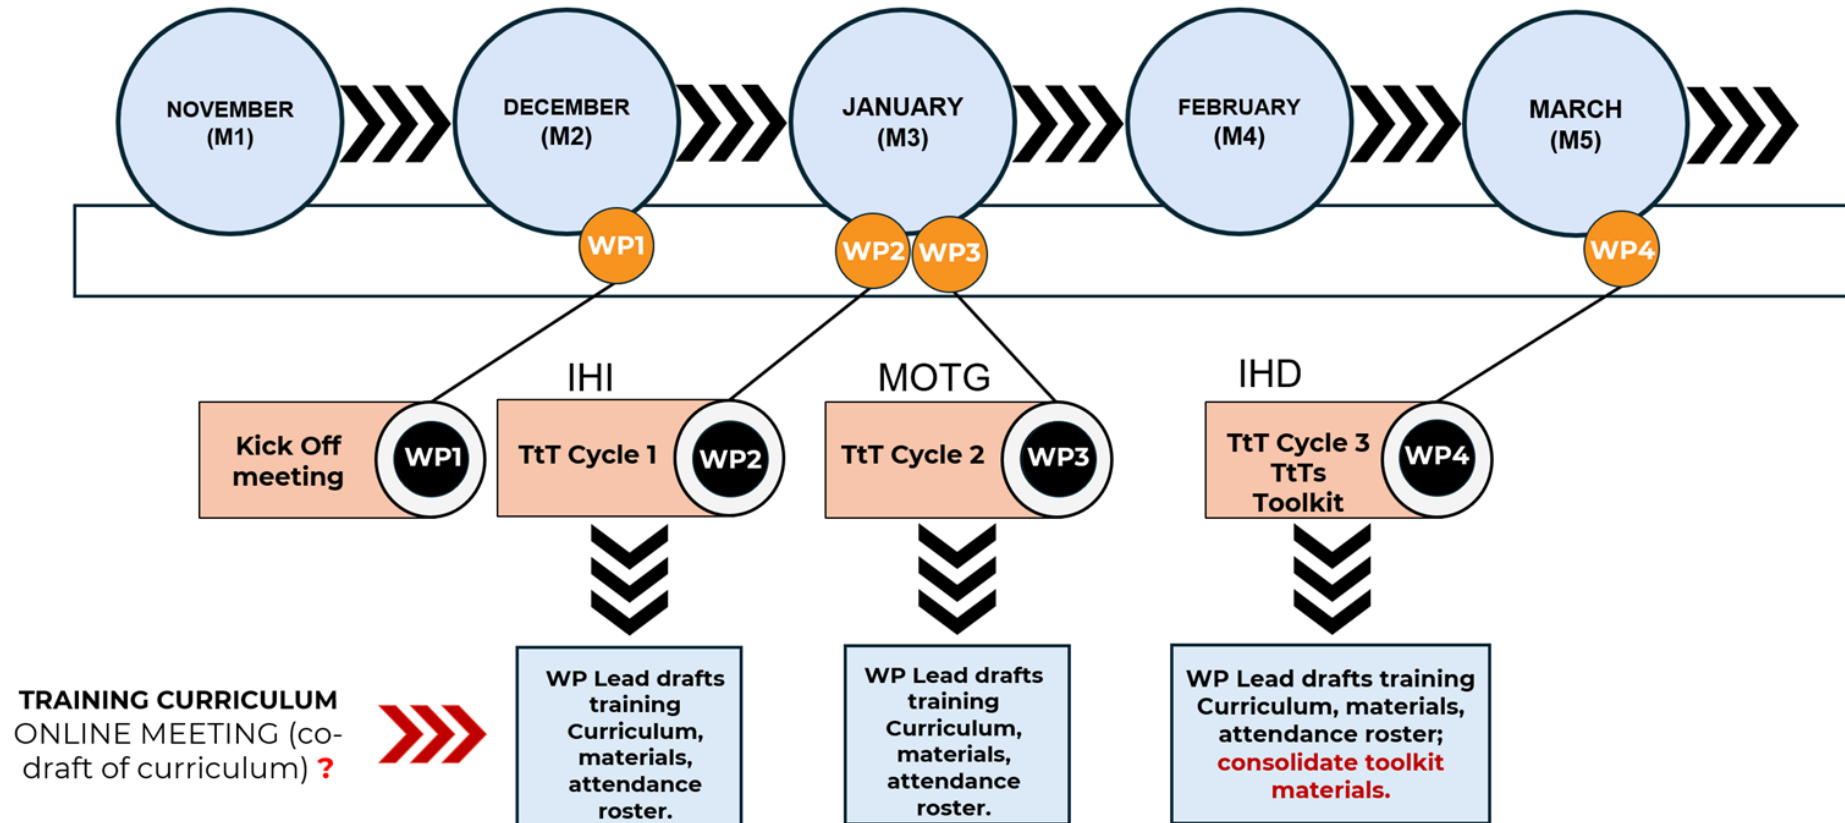 NOVEMBER
(M1)
DECEMBER
(M2)
JANUARY
(M3)
FEBRUARY
(M4)
MARCH
(M5)
WP1
WP2
WP3
WP4
IHI
MOTG
IHD
Kick Off
meeting
WP1
TtT Cycle 1
WP2
TtT Cycle 2
WP3
TtT Cycle 3
TtTs
Toolkit
WP4
TRAINING CURRICULUM
ONLINE MEETING (co-
draft of curriculum) ?
WP Lead drafts
training
Curriculum,
materials,
attendance
roster.
WP Lead drafts
training
Curriculum,
materials,
attendance
roster.
WP Lead drafts training
Curriculum, materials,
attendance roster;
consolidate toolkit
materials.